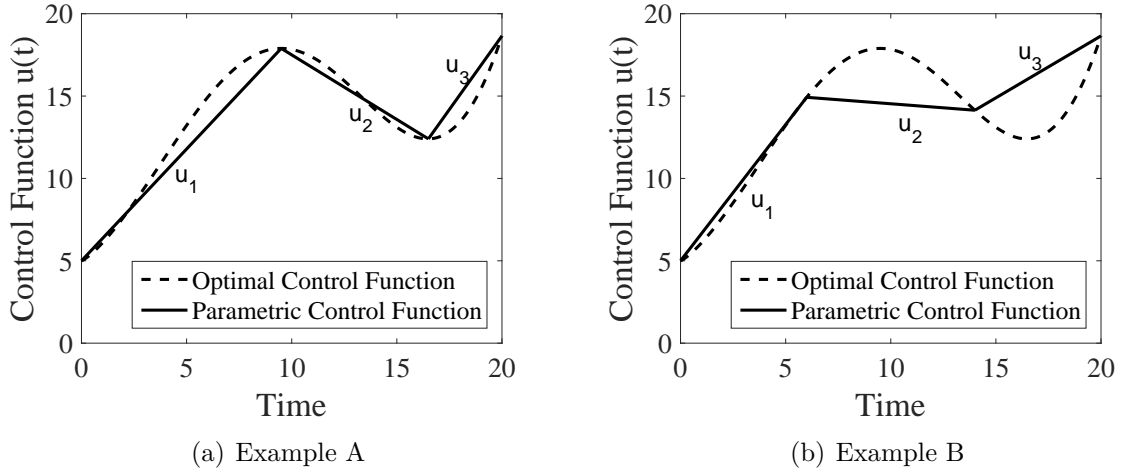 Control Function u(t)
20
15
10
5
0
u1
u2
u3
Optimal Control Function
Parametric Control Function
0 5 10 15 20
Time
(a) Example A
Control Function u(t)
20
15
10
5
0
u1
u2
u3
Optimal Control Function
Parametric Control Function
0 5 10 15 20
Time
(b) Example B